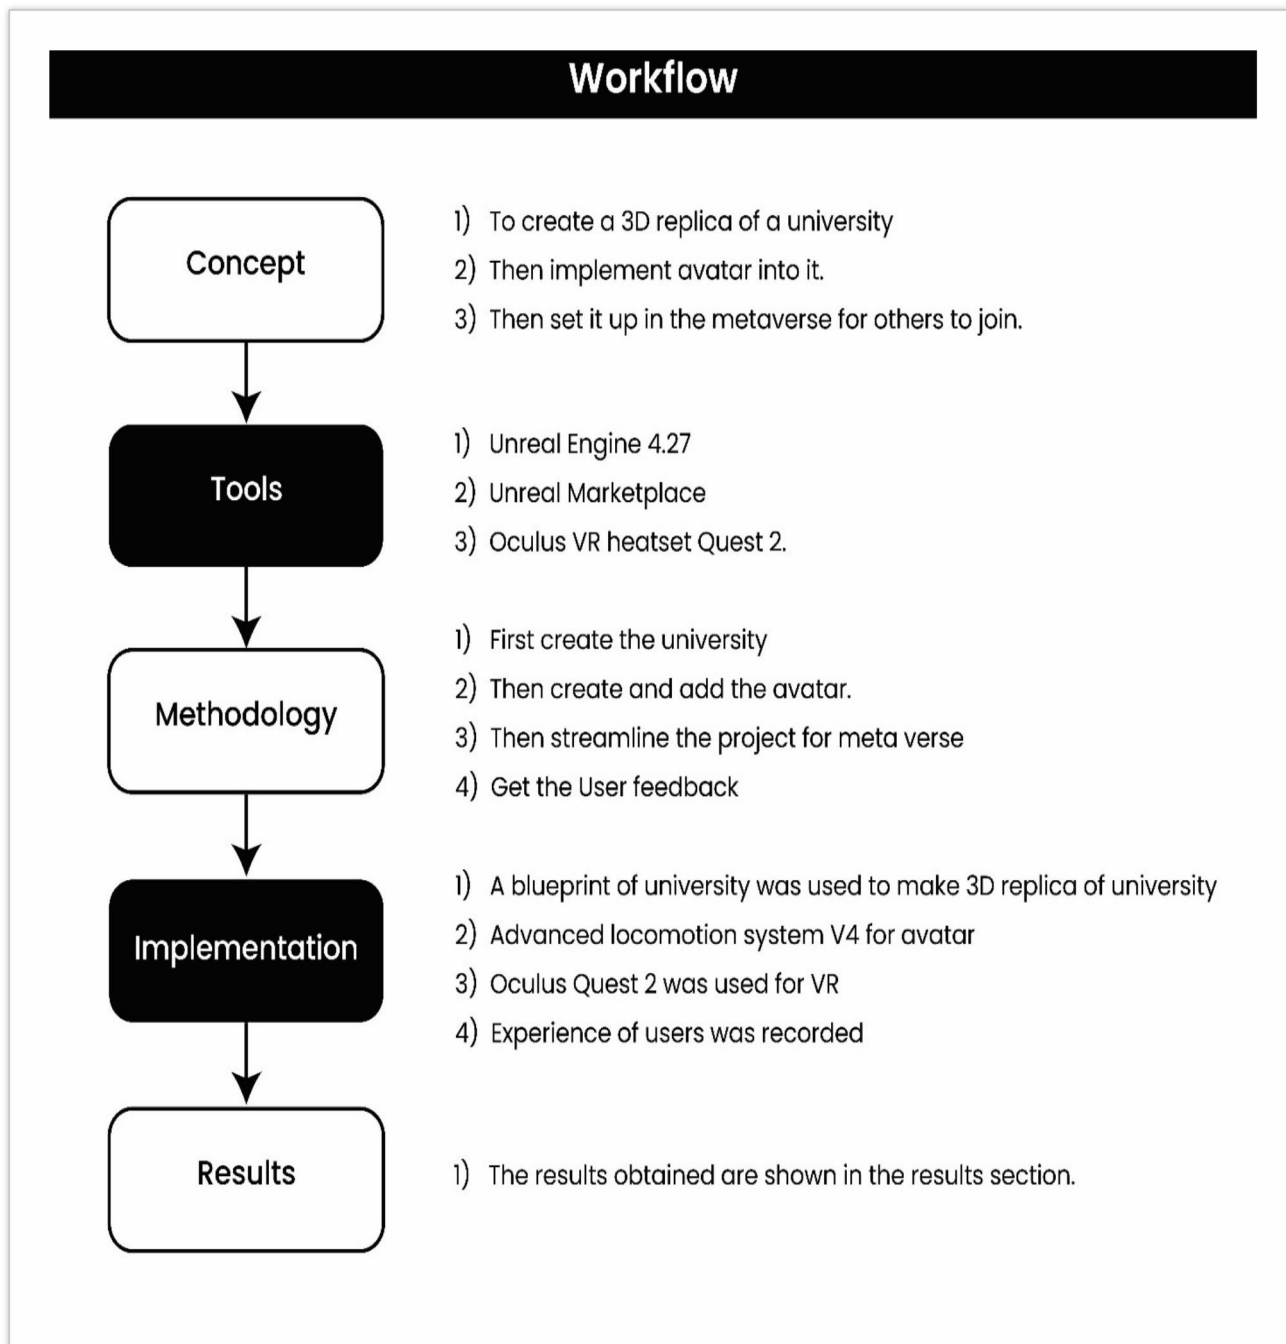 Workflow
Concept
1) To create a 3D replica of a university
2) Then implement avatar into it.
3) Then set it up in the metaverse for others to join.
Tools
1) Unreal Engine 4.27
2) Unreal Marketplace
3) Oculus VR heatset Quest 2.
Methodology
1) First create the university
2) Then create and add the avatar.
3) Then streamline the project for meta verse
4) Get the User feedback
Implementation
1) A blueprint of university was used to make 3D replica of university
2) Advanced locomotion system V4 for avatar
3) Oculus Quest 2 was used for VR
4) Experience of users was recorded
Results
1) The results obtained are shown in the results section.